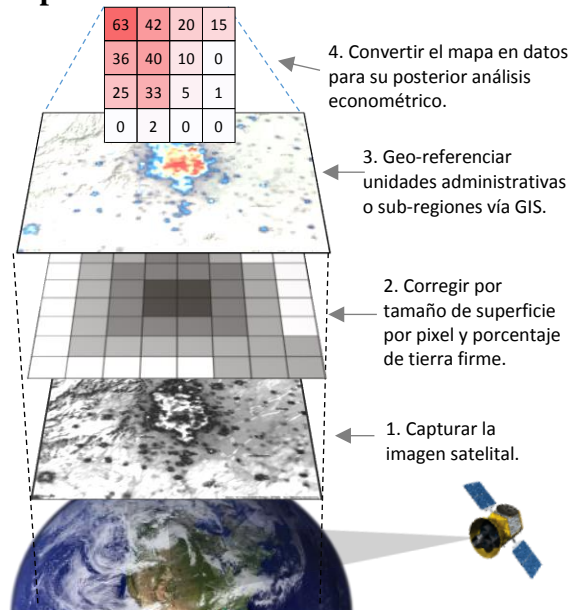 63 42 20 15
36 40 10 0
25 33 5 1
0 2 0 0
4. Convertir el mapa en datos
para su posterior análisis
econométrico.
3. Geo-referenciar
unidades administrativas
o sub-regiones vía GIS.
2. Corregir por
tamaño de superficie
por pixel y porcentaje
de tierra firme.
1. Capturar la
imagen satelital.